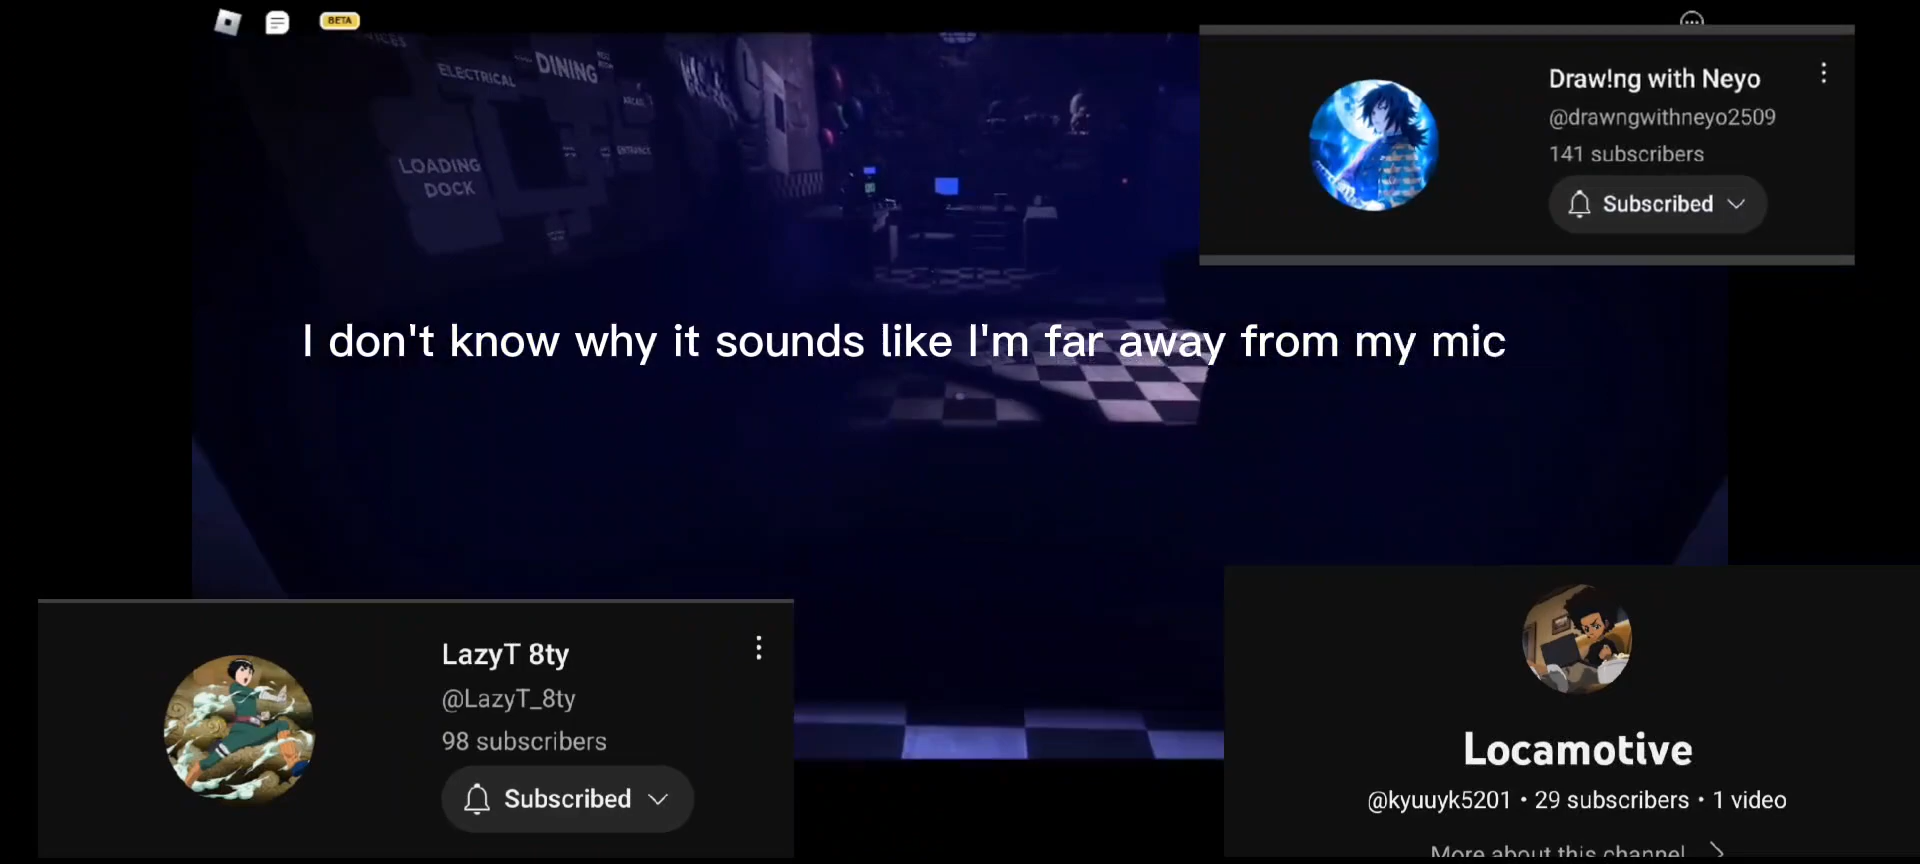 BETA
ELECTRICAL
DINING
ARCADE
LOADING
DOCK
ENTRANCE
Draw!ng with Neyo
@drawngwithneyo2509
141 subscribers
Subscribed
I don't know why it sounds like I'm far away from my mic
LazyT 8ty
@LazyT_8ty
98 subscribers
Subscribed
Locamotive
@kyuuyk5201 • 29 subscribers • 1 video
More about this channel